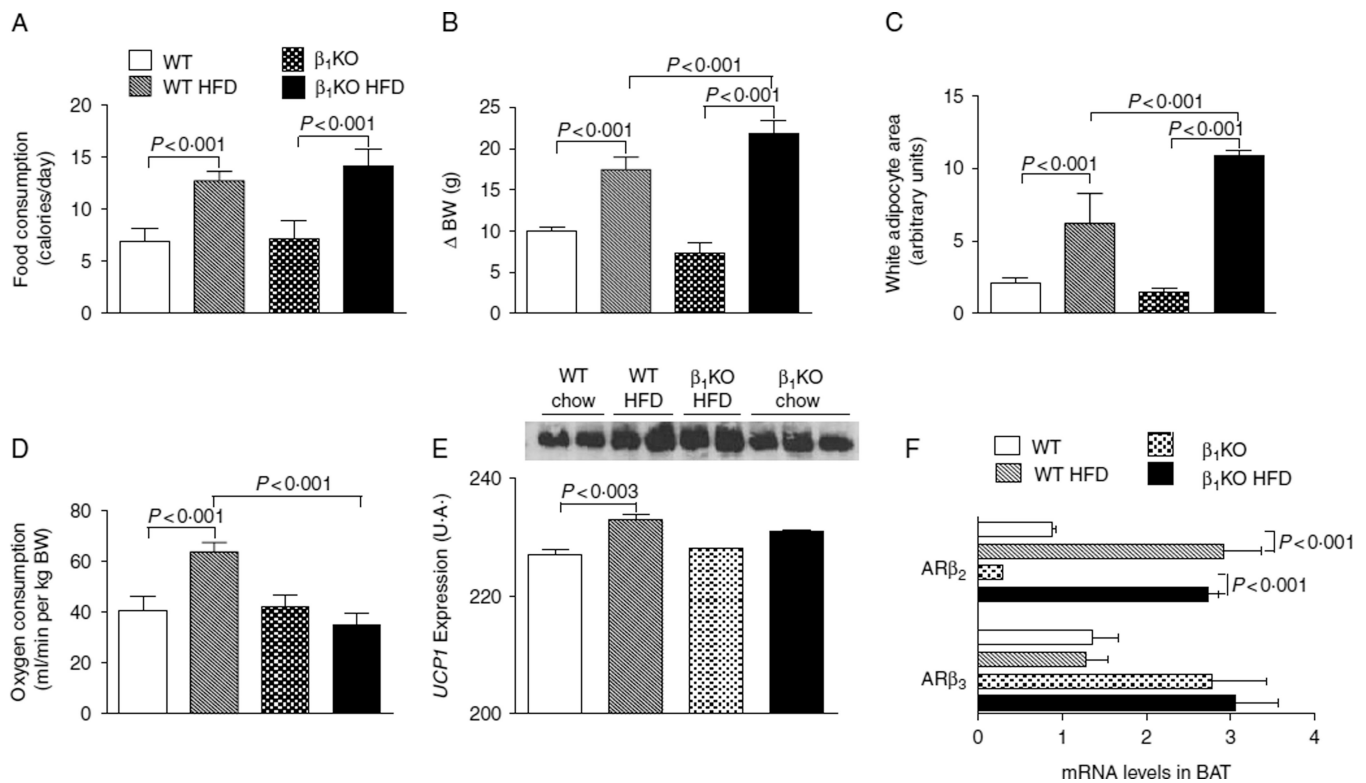 A
WT
WT HFD
β₁KO
β₁KO HFD
Food consumption
(calories/day)
20
15
10
5
0
P < 0·001
P < 0·001
B
Δ BW (g)
25
20
15
10
5
0
P < 0·001
P < 0·001
P < 0·001
C
White adipocyte area
(arbitrary units)
15
10
5
0
P < 0·001
P < 0·001
P < 0·001
D
Oxygen consumption
(ml/min per kg BW)
80
60
40
20
0
P < 0·001
P < 0·001
WT
chow
WT
HFD
β₁KO
HFD
β₁KO
chow
E
UCP1 Expression (U·A·)
240
220
200
P < 0·003
F
WT
WT HFD
β₁KO
β₁KO HFD
ARβ₂
ARβ₃
P < 0·001
P < 0·001
0 1 2 3 4
mRNA levels in BAT